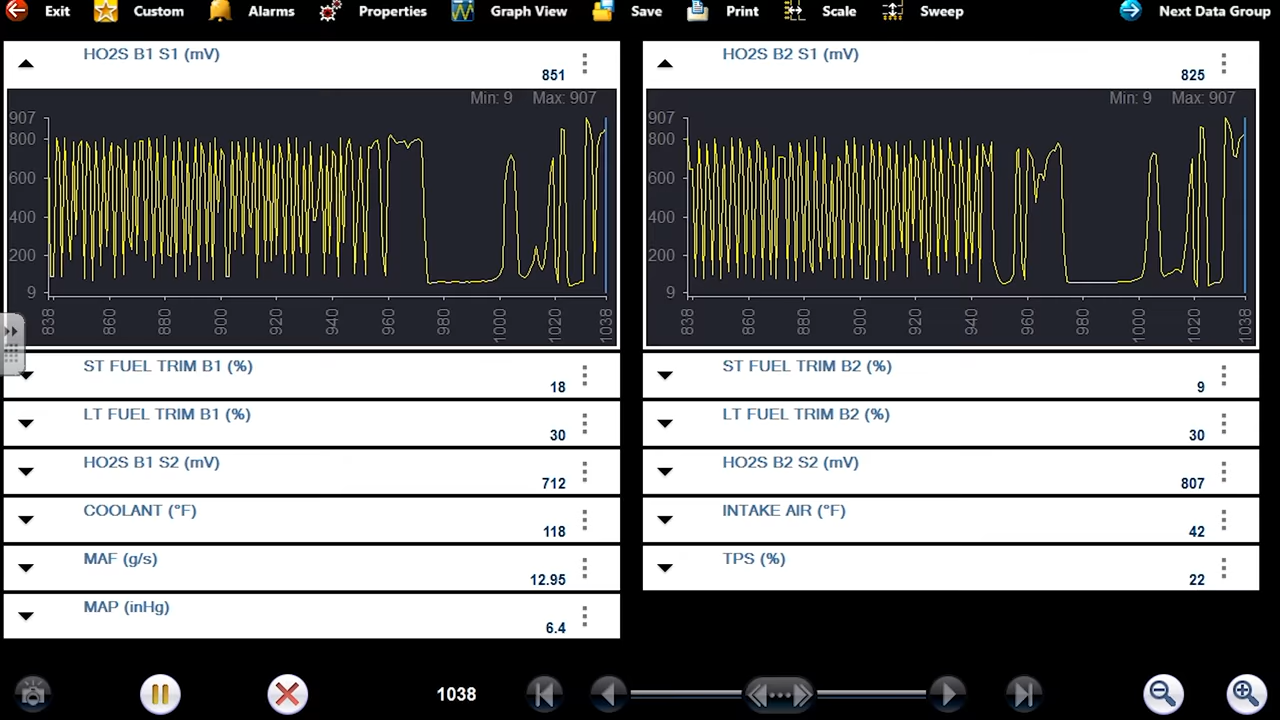 Exit Custom Alarms Properties Graph View Save Print Scale Sweep Next Data Group
HO2S B1 S1 (mV)
851
Min: 9 Max: 907
907
800
600
400
200
9
838 860 880 900 920 940 960 980 1000 1020 1038
ST FUEL TRIM B1 (%)
18
LT FUEL TRIM B1 (%)
30
HO2S B1 S2 (mV)
712
COOLANT (°F)
118
MAF (g/s)
12.95
MAP (inHg)
6.4
HO2S B2 S1 (mV)
825
Min: 9 Max: 907
907
800
600
400
200
9
838 860 880 900 920 940 960 980 1000 1020 1038
ST FUEL TRIM B2 (%)
9
LT FUEL TRIM B2 (%)
30
HO2S B2 S2 (mV)
807
INTAKE AIR (°F)
42
TPS (%)
22
1038